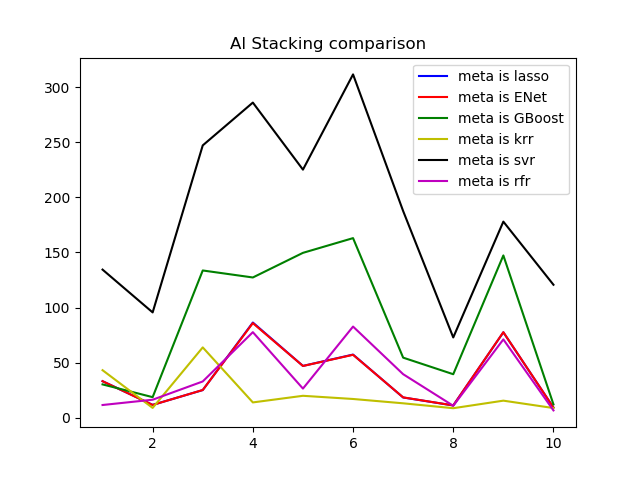 Al Stacking comparison
300
250
200
150
100
50
0
2
4
6
8
10
meta is lasso
meta is ENet
meta is GBoost
meta is krr
meta is svr
meta is rfr